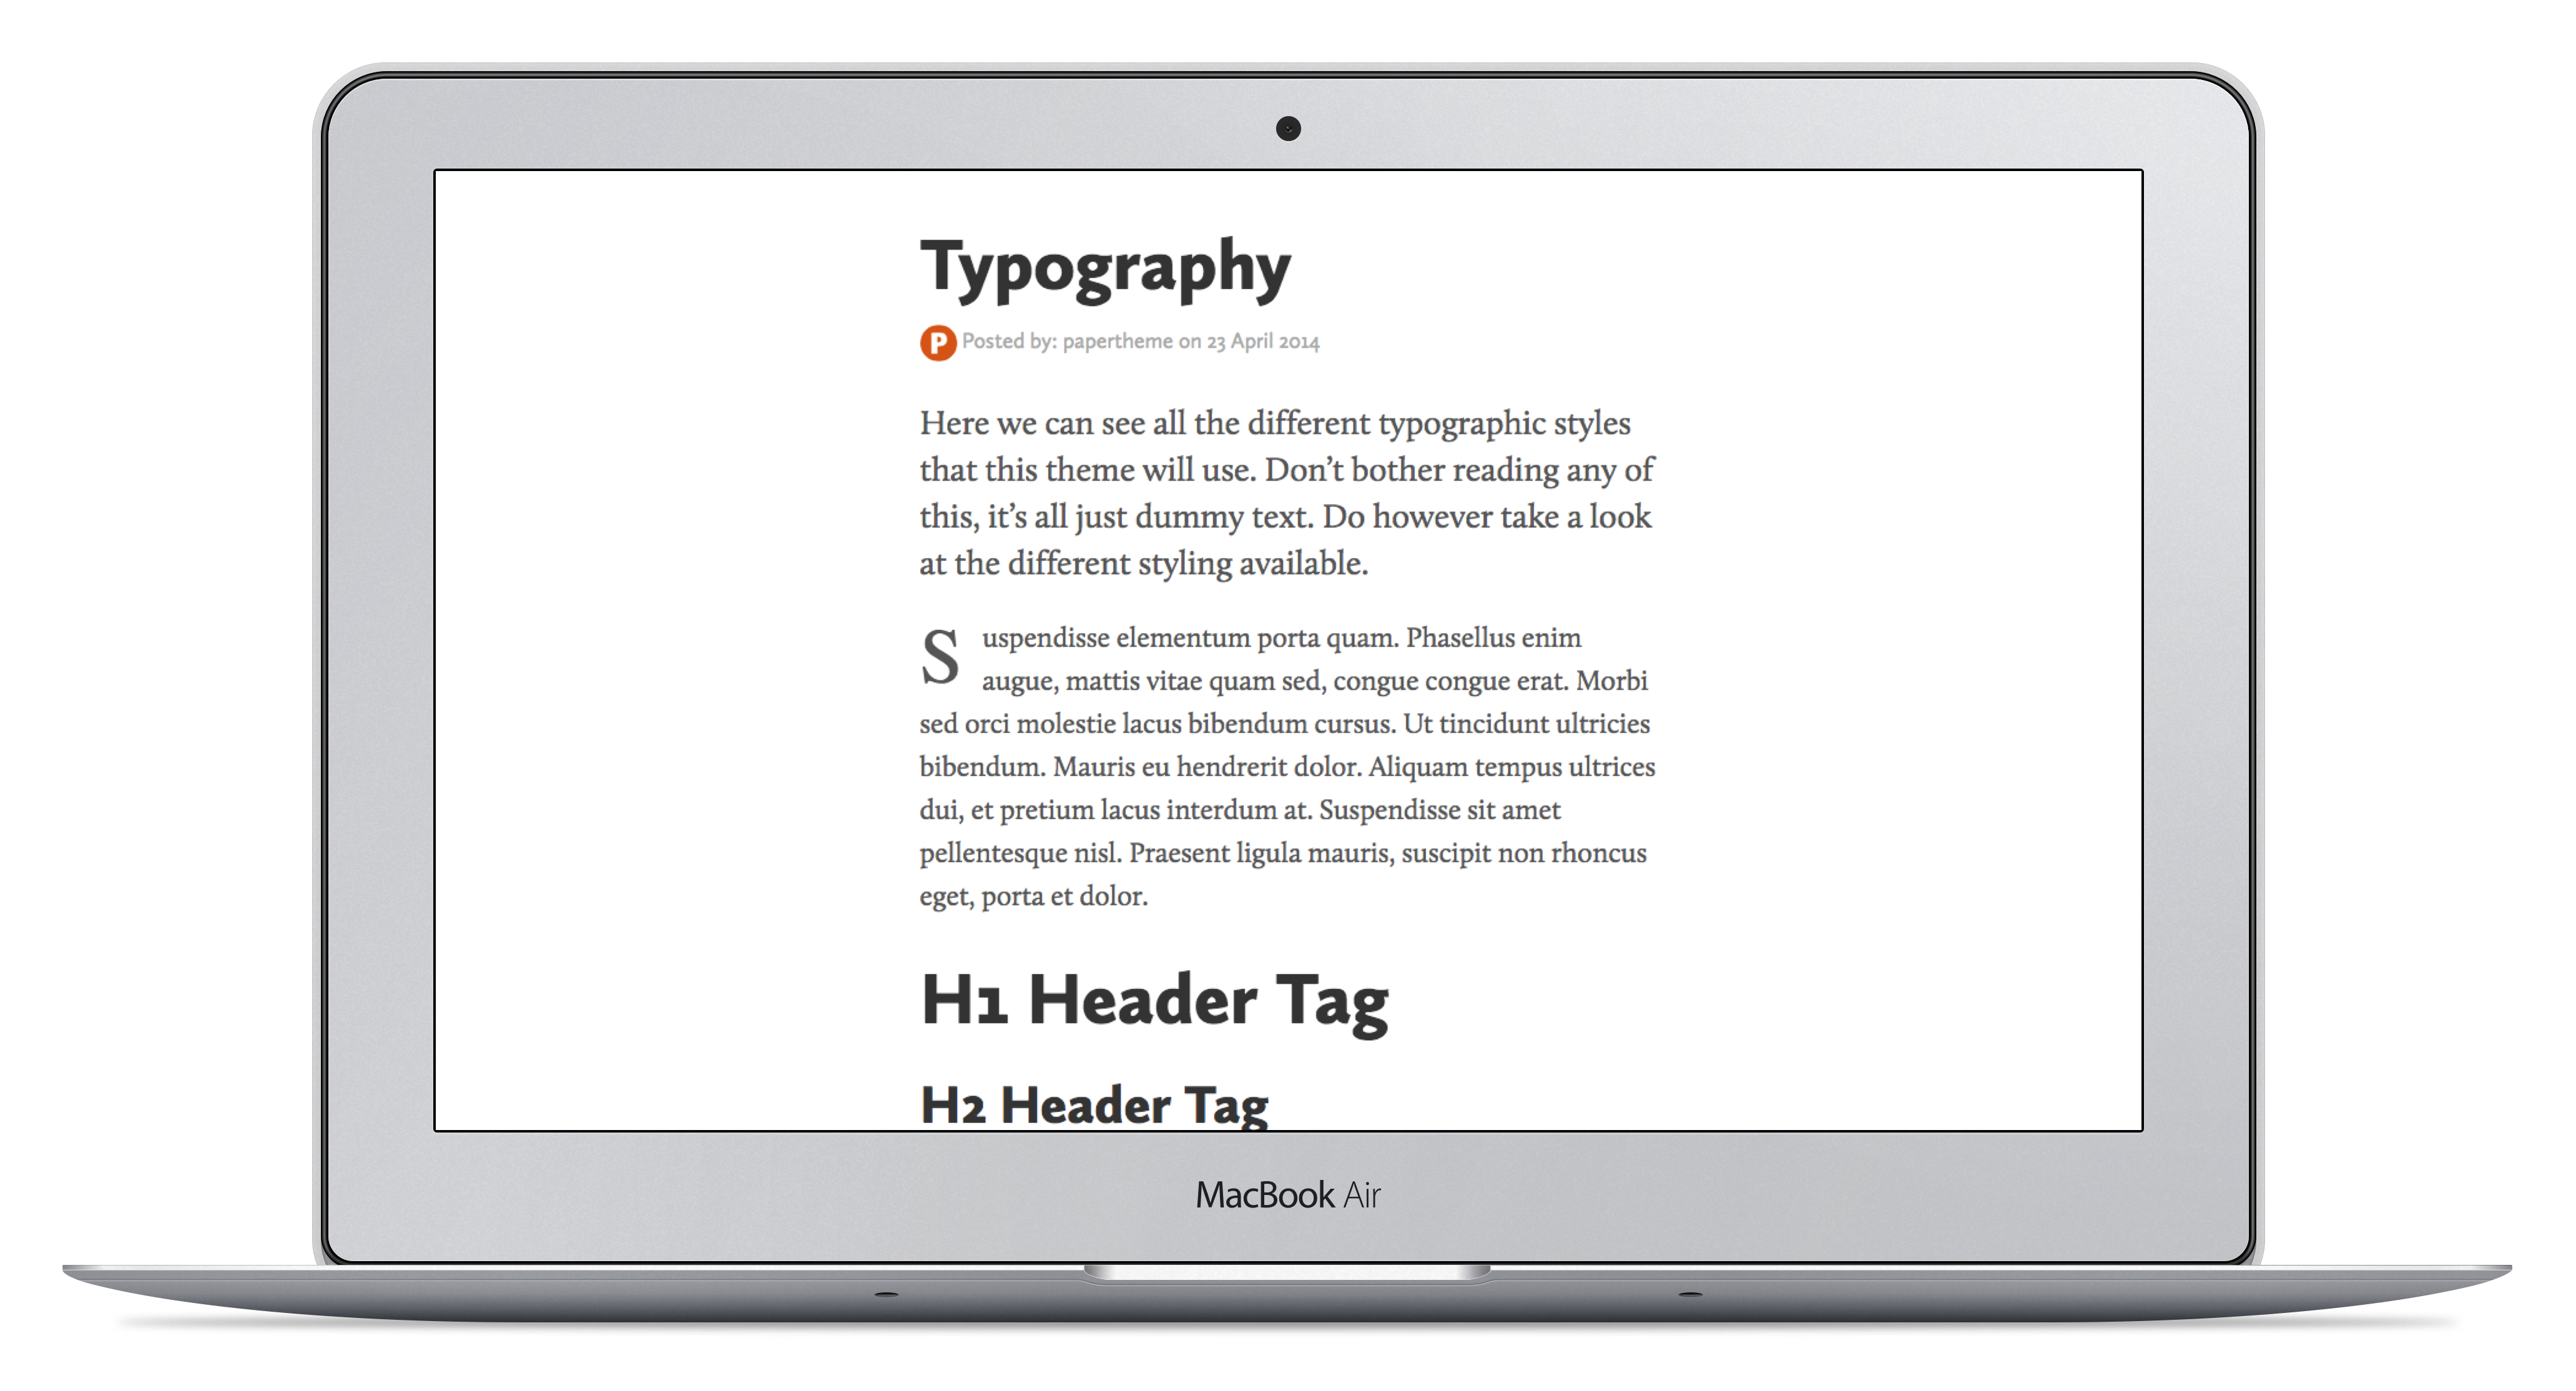 Typography
P Posted by: papertheme on 23 April 2014
Here we can see all the different typographic styles
that this theme will use. Don’t bother reading any of
this, it’s all just dummy text. Do however take a look
at the different styling available.
Suspendisse elementum porta quam. Phasellus enim
augue, mattis vitae quam sed, congue congue erat. Morbi
sed orci molestie lacus bibendum cursus. Ut tincidunt ultricies
bibendum. Mauris eu hendrerit dolor. Aliquam tempus ultrices
dui, et pretium lacus interdum at. Suspendisse sit amet
pellentesque nisl. Praesent ligula mauris, suscipit non rhoncus
eget, porta et dolor.
H1 Header Tag
H2 Header Tag
MacBook Air